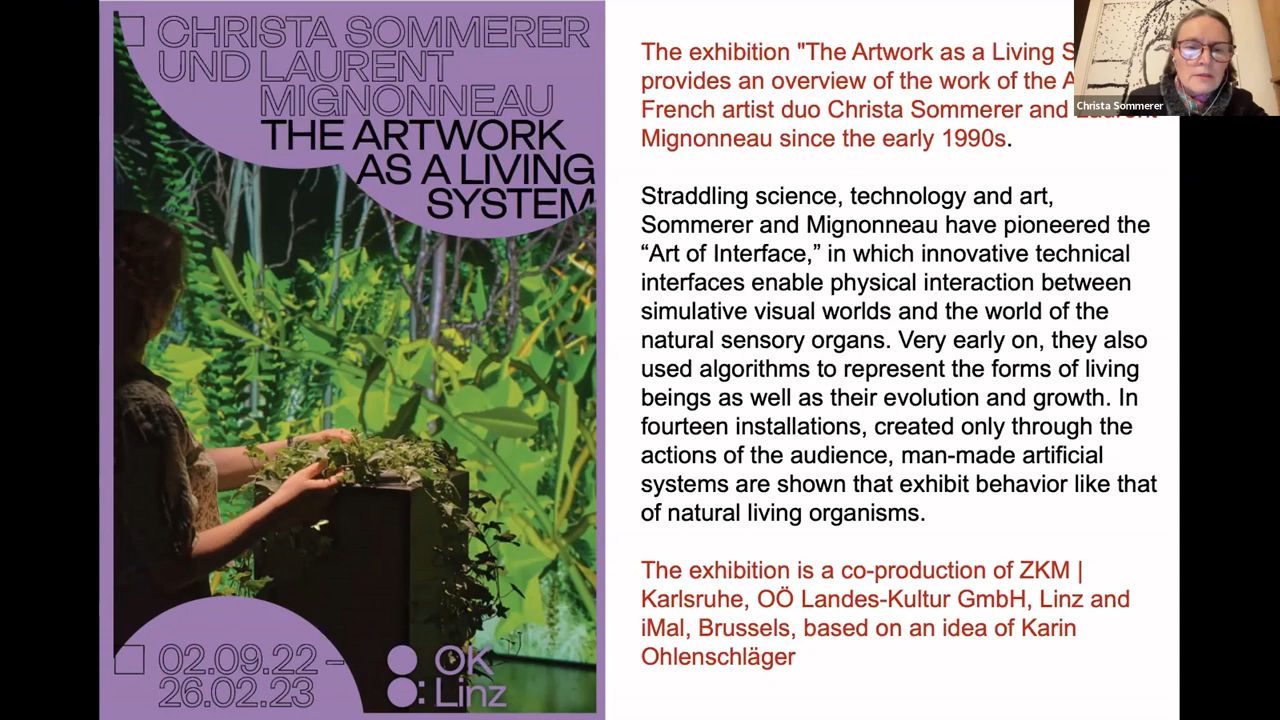 CHRISTA SOMMERER
UND LAURENT
MIGNONNEAU
THE ARTWORK
AS A LIVING
SYSTEM
02.09.22 –
26.02.23
OK
Linz
The exhibition "The Artwork as a Living S
provides an overview of the work of the A
French artist duo Christa Sommerer and Laurent
Mignonneau since the early 1990s.
Straddling science, technology and art,
Sommerer and Mignonneau have pioneered the
“Art of Interface,” in which innovative technical
interfaces enable physical interaction between
simulative visual worlds and the world of the
natural sensory organs. Very early on, they also
used algorithms to represent the forms of living
beings as well as their evolution and growth. In
fourteen installations, created only through the
actions of the audience, man-made artificial
systems are shown that exhibit behavior like that
of natural living organisms.
The exhibition is a co-production of ZKM |
Karlsruhe, OÖ Landes-Kultur GmbH, Linz and
iMal, Brussels, based on an idea of Karin
Ohlenschläger
Christa Sommerer